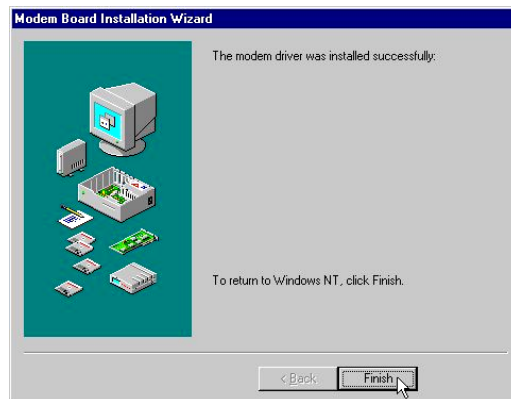 Modem Board Installation Wizard
The modem driver was installed successfully:
To return to Windows NT, click Finish.
< Back
Finish